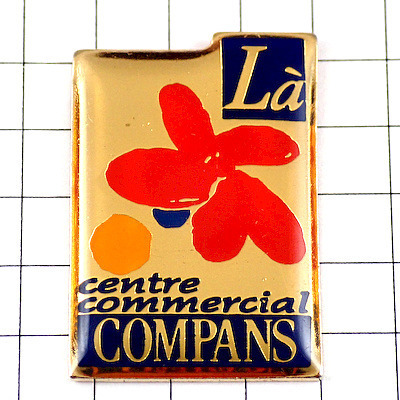 Là
centre
commercial
COMPANS